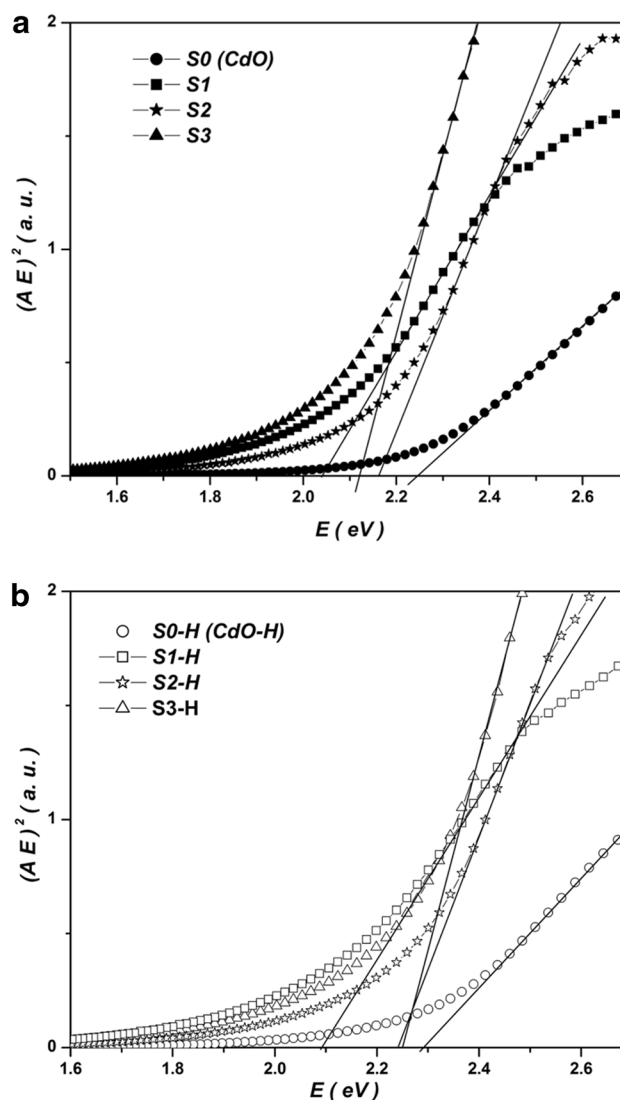 a
2
S0 (CdO)
S1
S2
S3
(A E)² ( a. u. )
1
0
1.6 1.8 2.0 2.2 2.4 2.6
E ( eV )
b
2
S0-H (CdO-H)
S1-H
S2-H
S3-H
(A E)² ( a. u. )
1
0
1.6 1.8 2.0 2.2 2.4 2.6
E ( eV )